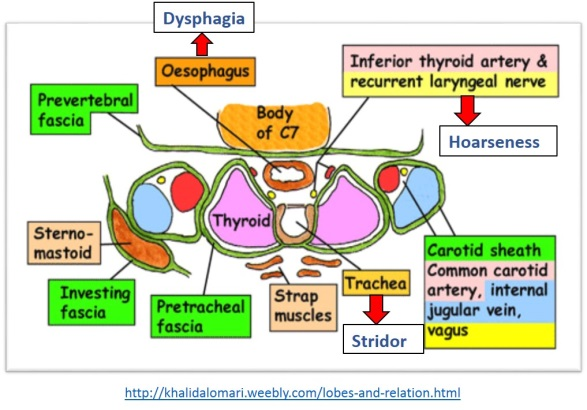 Dysphagia
Oesophagus
Inferior thyroid artery &
recurrent laryngeal nerve
Prevertebral
fascia
Body
of C7
Hoarseness
Thyroid
Sterno-
mastoid
Investing
fascia
Pretracheal
fascia
Strap
muscles
Trachea
Stridor
Carotid sheath
Common carotid
artery, internal
jugular vein,
vagus
http://khalidalomari.weebly.com/lobes-and-relation.html